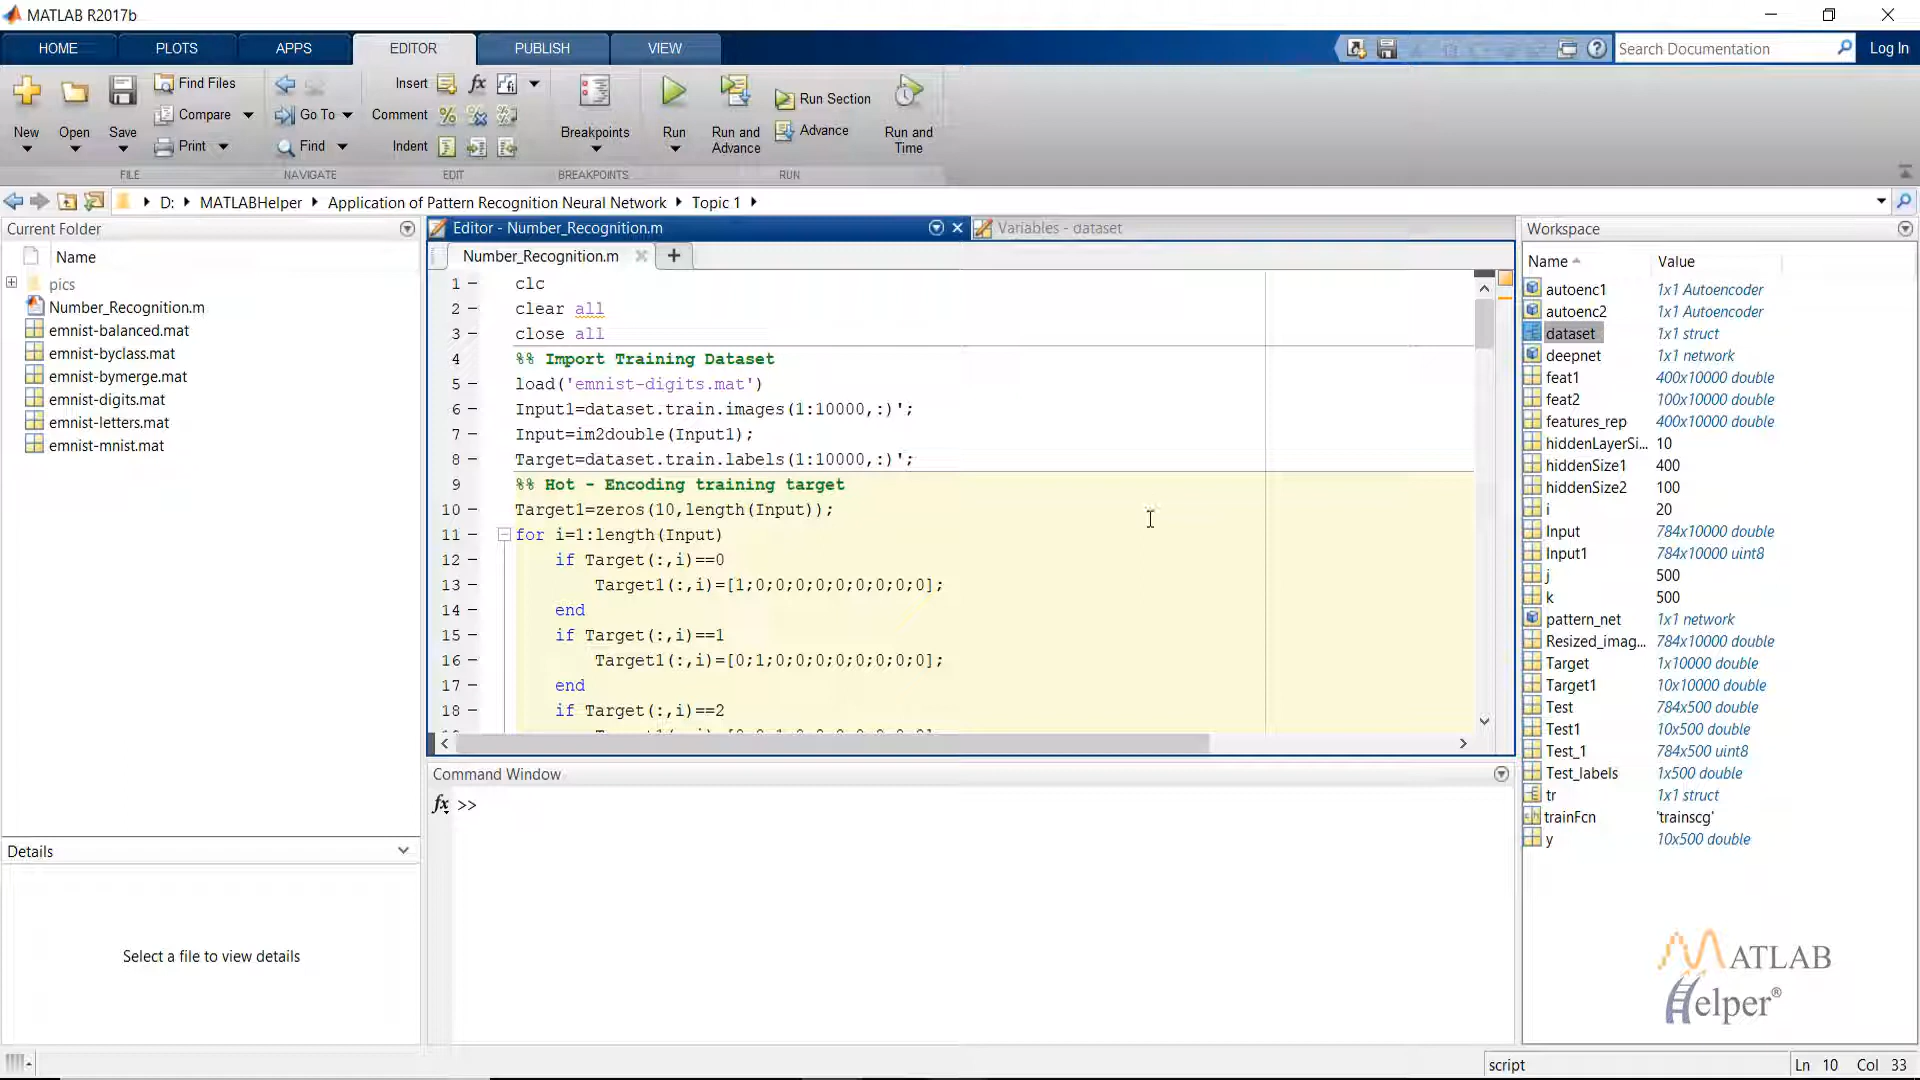 MATLAB R2017b
HOME PLOTS APPS EDITOR PUBLISH VIEW
Search Documentation
Log In
New
Open
Save
Find Files
Compare
Print
FILE
Go To
Find
NAVIGATE
Insert
Comment
Indent
EDIT
Breakpoints
BREAKPOINTS
Run
Run and
Advance
Run Section
Advance
Run and
Time
RUN
D: MATLABHelper Application of Pattern Recognition Neural Network Topic 1
Current Folder
Name
pics
Number_Recognition.m
emnist-balanced.mat
emnist-byclass.mat
emnist-bymerge.mat
emnist-digits.mat
emnist-letters.mat
emnist-mnist.mat
Details
Select a file to view details
Editor - Number_Recognition.m
Variables - dataset
Number_Recognition.m
1 clc
2 clear all
3 close all
4 %% Import Training Dataset
5 load('emnist-digits.mat')
6 Input1=dataset.train.images(1:10000,:)';
7 Input=im2double(Input1);
8 Target=dataset.train.labels(1:10000,:)';
9 %% Hot - Encoding training target
10 Target1=zeros(10,length(Input));
11 for i=1:length(Input)
12 if Target(:,i)==0
13 Target1(:,i)=[1;0;0;0;0;0;0;0;0;0];
14 end
15 if Target(:,i)==1
16 Target1(:,i)=[0;1;0;0;0;0;0;0;0;0];
17 end
18 if Target(:,i)==2
Command Window
fx >>
Workspace
Name Value
autoenc1 1x1 Autoencoder
autoenc2 1x1 Autoencoder
dataset 1x1 struct
deepnet 1x1 network
feat1 400x10000 double
feat2 100x10000 double
features_rep 400x10000 double
hiddenLayerSi... 10
hiddenSize1 400
hiddenSize2 100
i 20
Input 784x10000 double
Input1 784x10000 uint8
j 500
k 500
pattern_net 1x1 network
Resized_imag... 784x10000 double
Target 1x10000 double
Target1 10x10000 double
Test 784x500 double
Test1 10x500 double
Test_1 784x500 uint8
Test_labels 1x500 double
tr 1x1 struct
trainFcn 'trainscg'
y 10x500 double
MATLAB
Helper®
script
Ln 10 Col 33